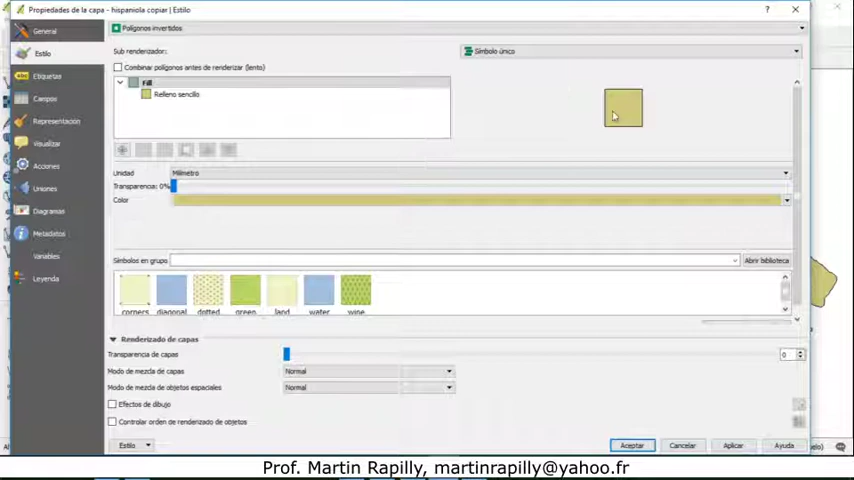 Propiedades de la capa - hispaniola copiar | Estilo
General
Estilo
Etiquetas
Campos
Representación
Visualizar
Acciones
Uniones
Diagramas
Metadatos
Variables
Leyenda
Polígonos invertidos
Sub renderizador:
Símbolo único
Combinar polígonos antes de renderizar (lento)
Fill
Relleno sencillo
Unidad
Milímetro
Transparencia: 0%
Color
Símbolos en grupo
Abrir biblioteca
corners diagonal dotted green land water wine
Renderizado de capas
Transparencia de capas
0
Modo de mezcla de capas
Normal
Modo de mezcla de objetos espaciales
Normal
Efectos de dibujo
Controlar orden de renderizado de objetos
Estilo
Aceptar
Cancelar
Aplicar
Ayuda
Prof. Martin Rapilly, martinrapilly@yahoo.fr